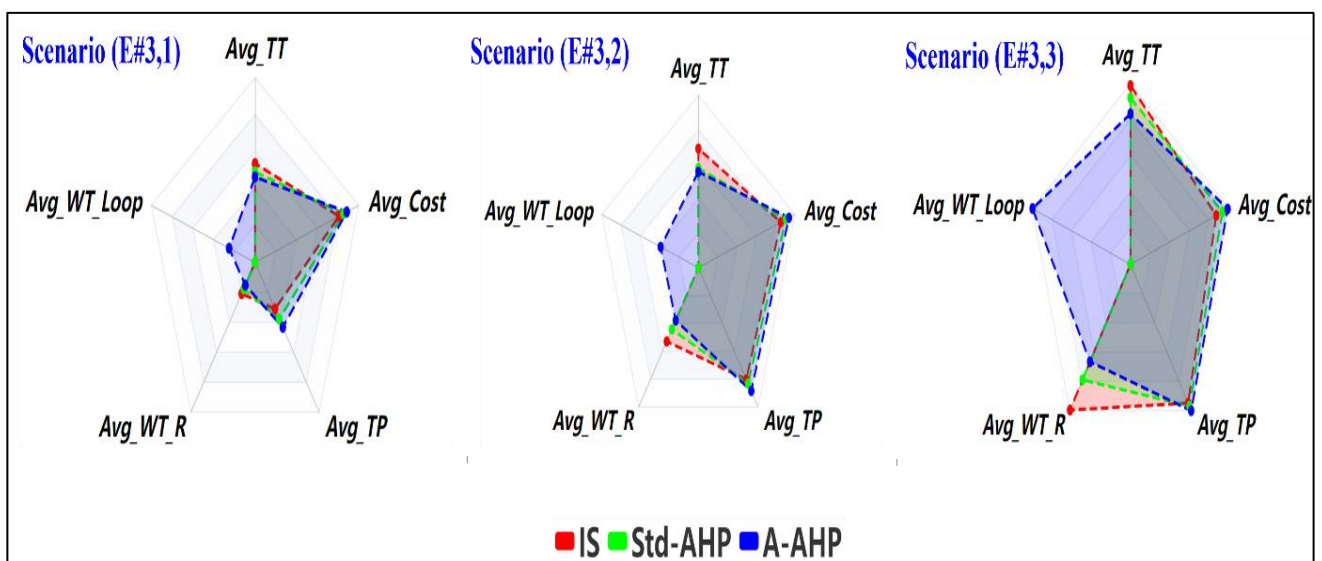 Scenario (E#3,1)
Avg_TT
Avg_WT_Loop
Avg_Cost
Avg_WT_R
Avg_TP
Scenario (E#3,2)
Avg_TT
Avg_WT_Loop
Avg_Cost
Avg_WT_R
Avg_TP
Scenario (E#3,3)
Avg_TT
Avg_WT_Loop
Avg_Cost
Avg_WT_R
Avg_TP
IS Std-AHP A-AHP